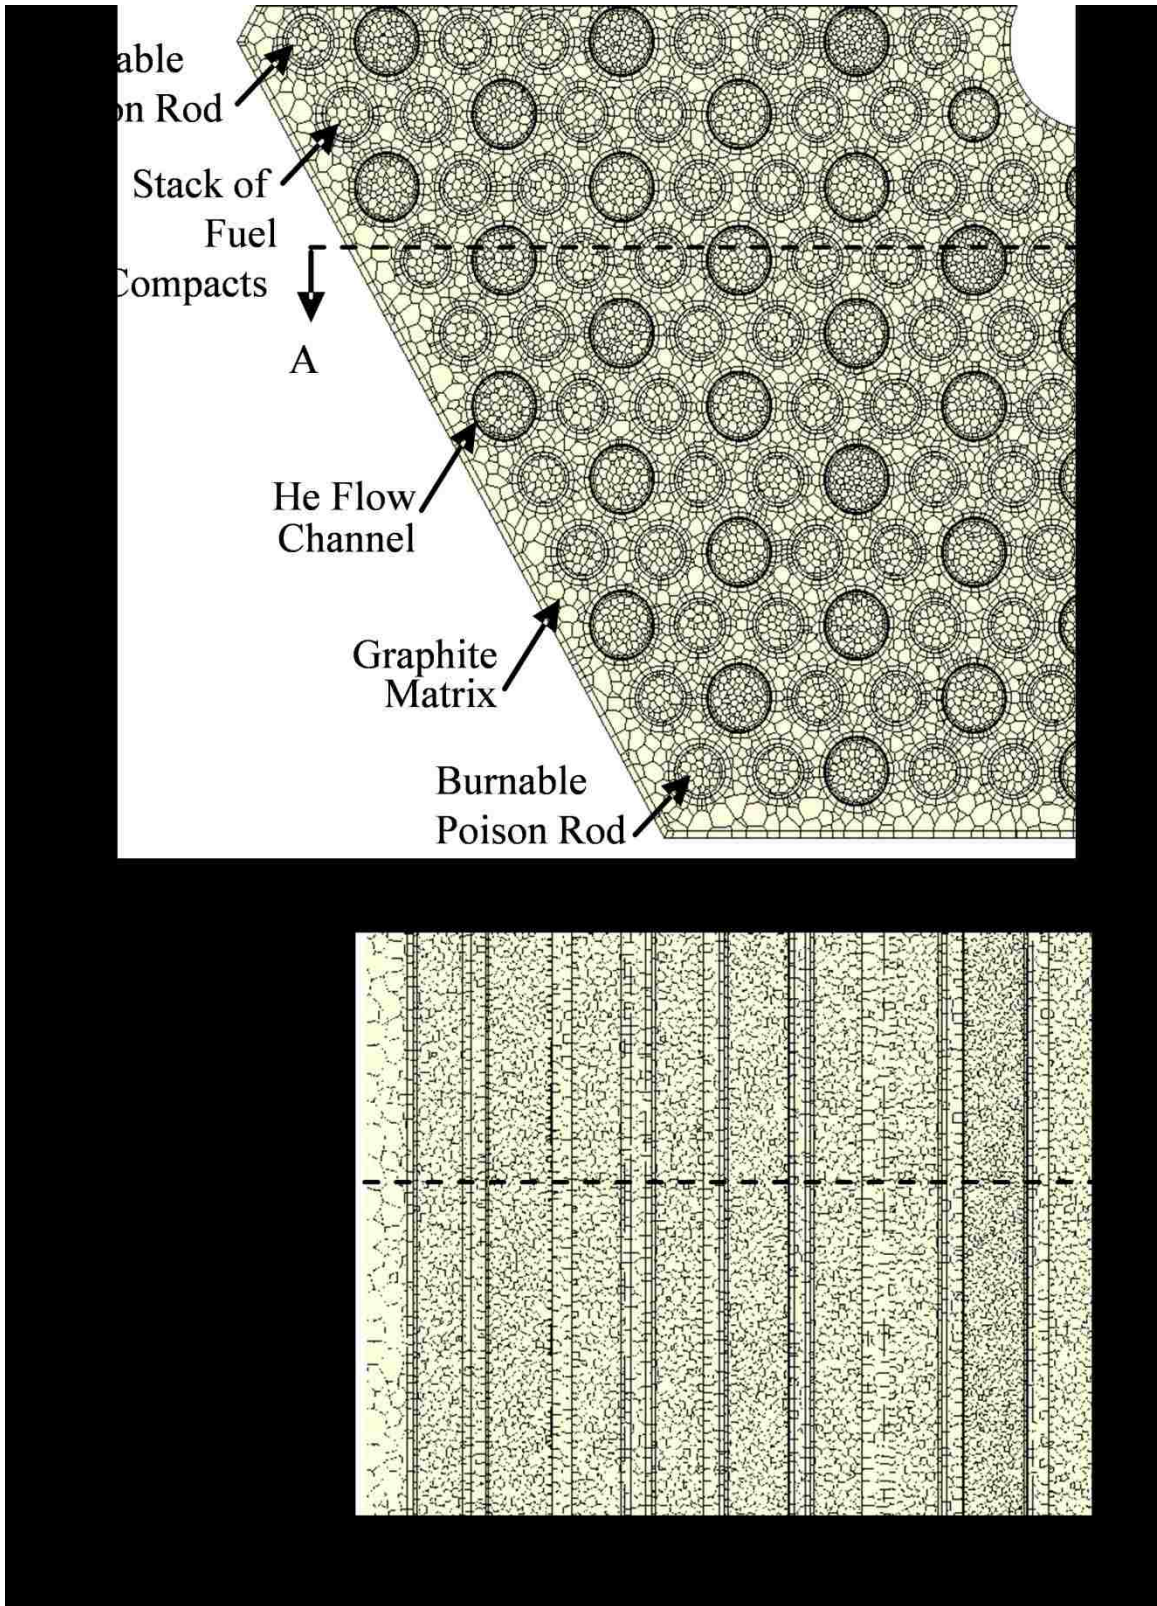 able
on Rod
Stack of
Fuel
Compacts
A
He Flow
Channel
Graphite
Matrix
Burnable
Poison Rod